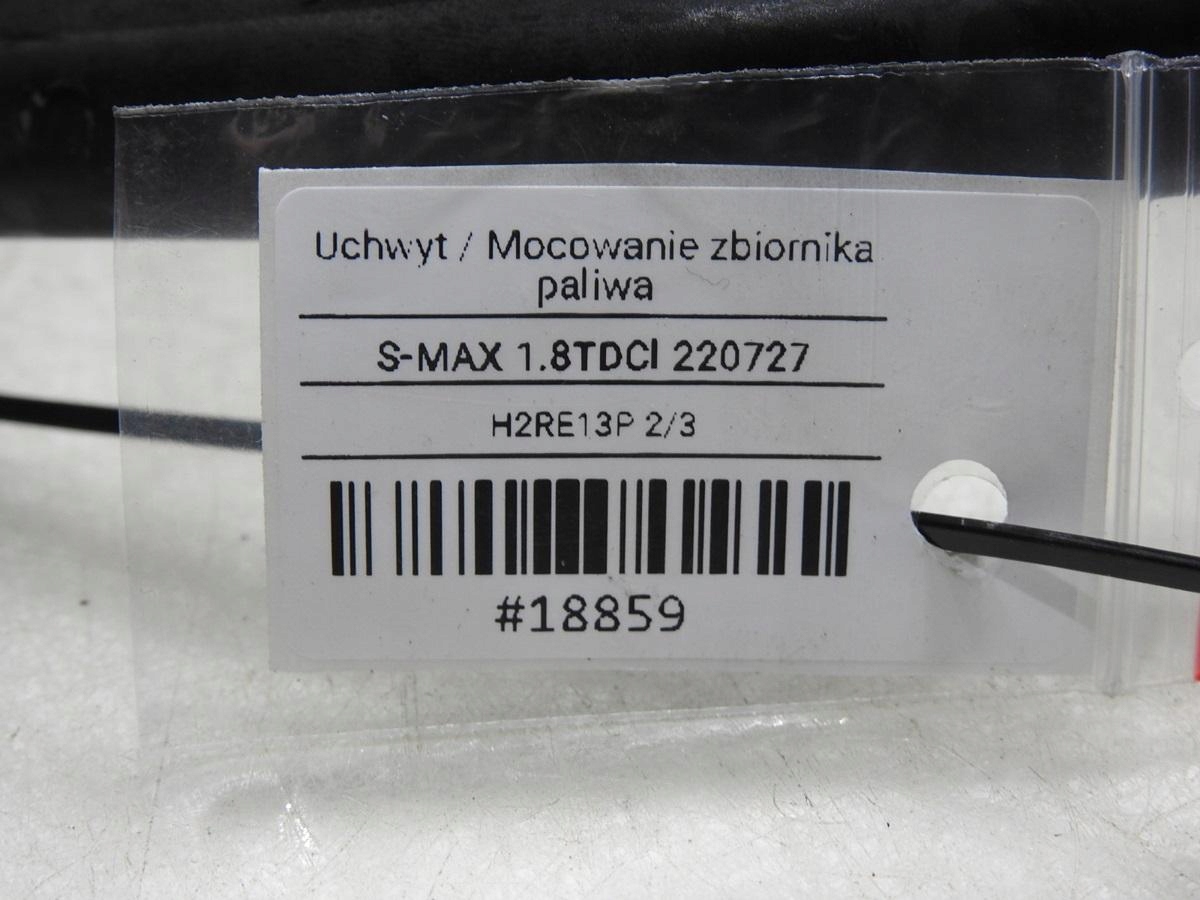 Uchwyt / Mocowanie zbiornika
paliwa
S-MAX 1.8TDCI 220727
H2RE13P 2/3
#18859